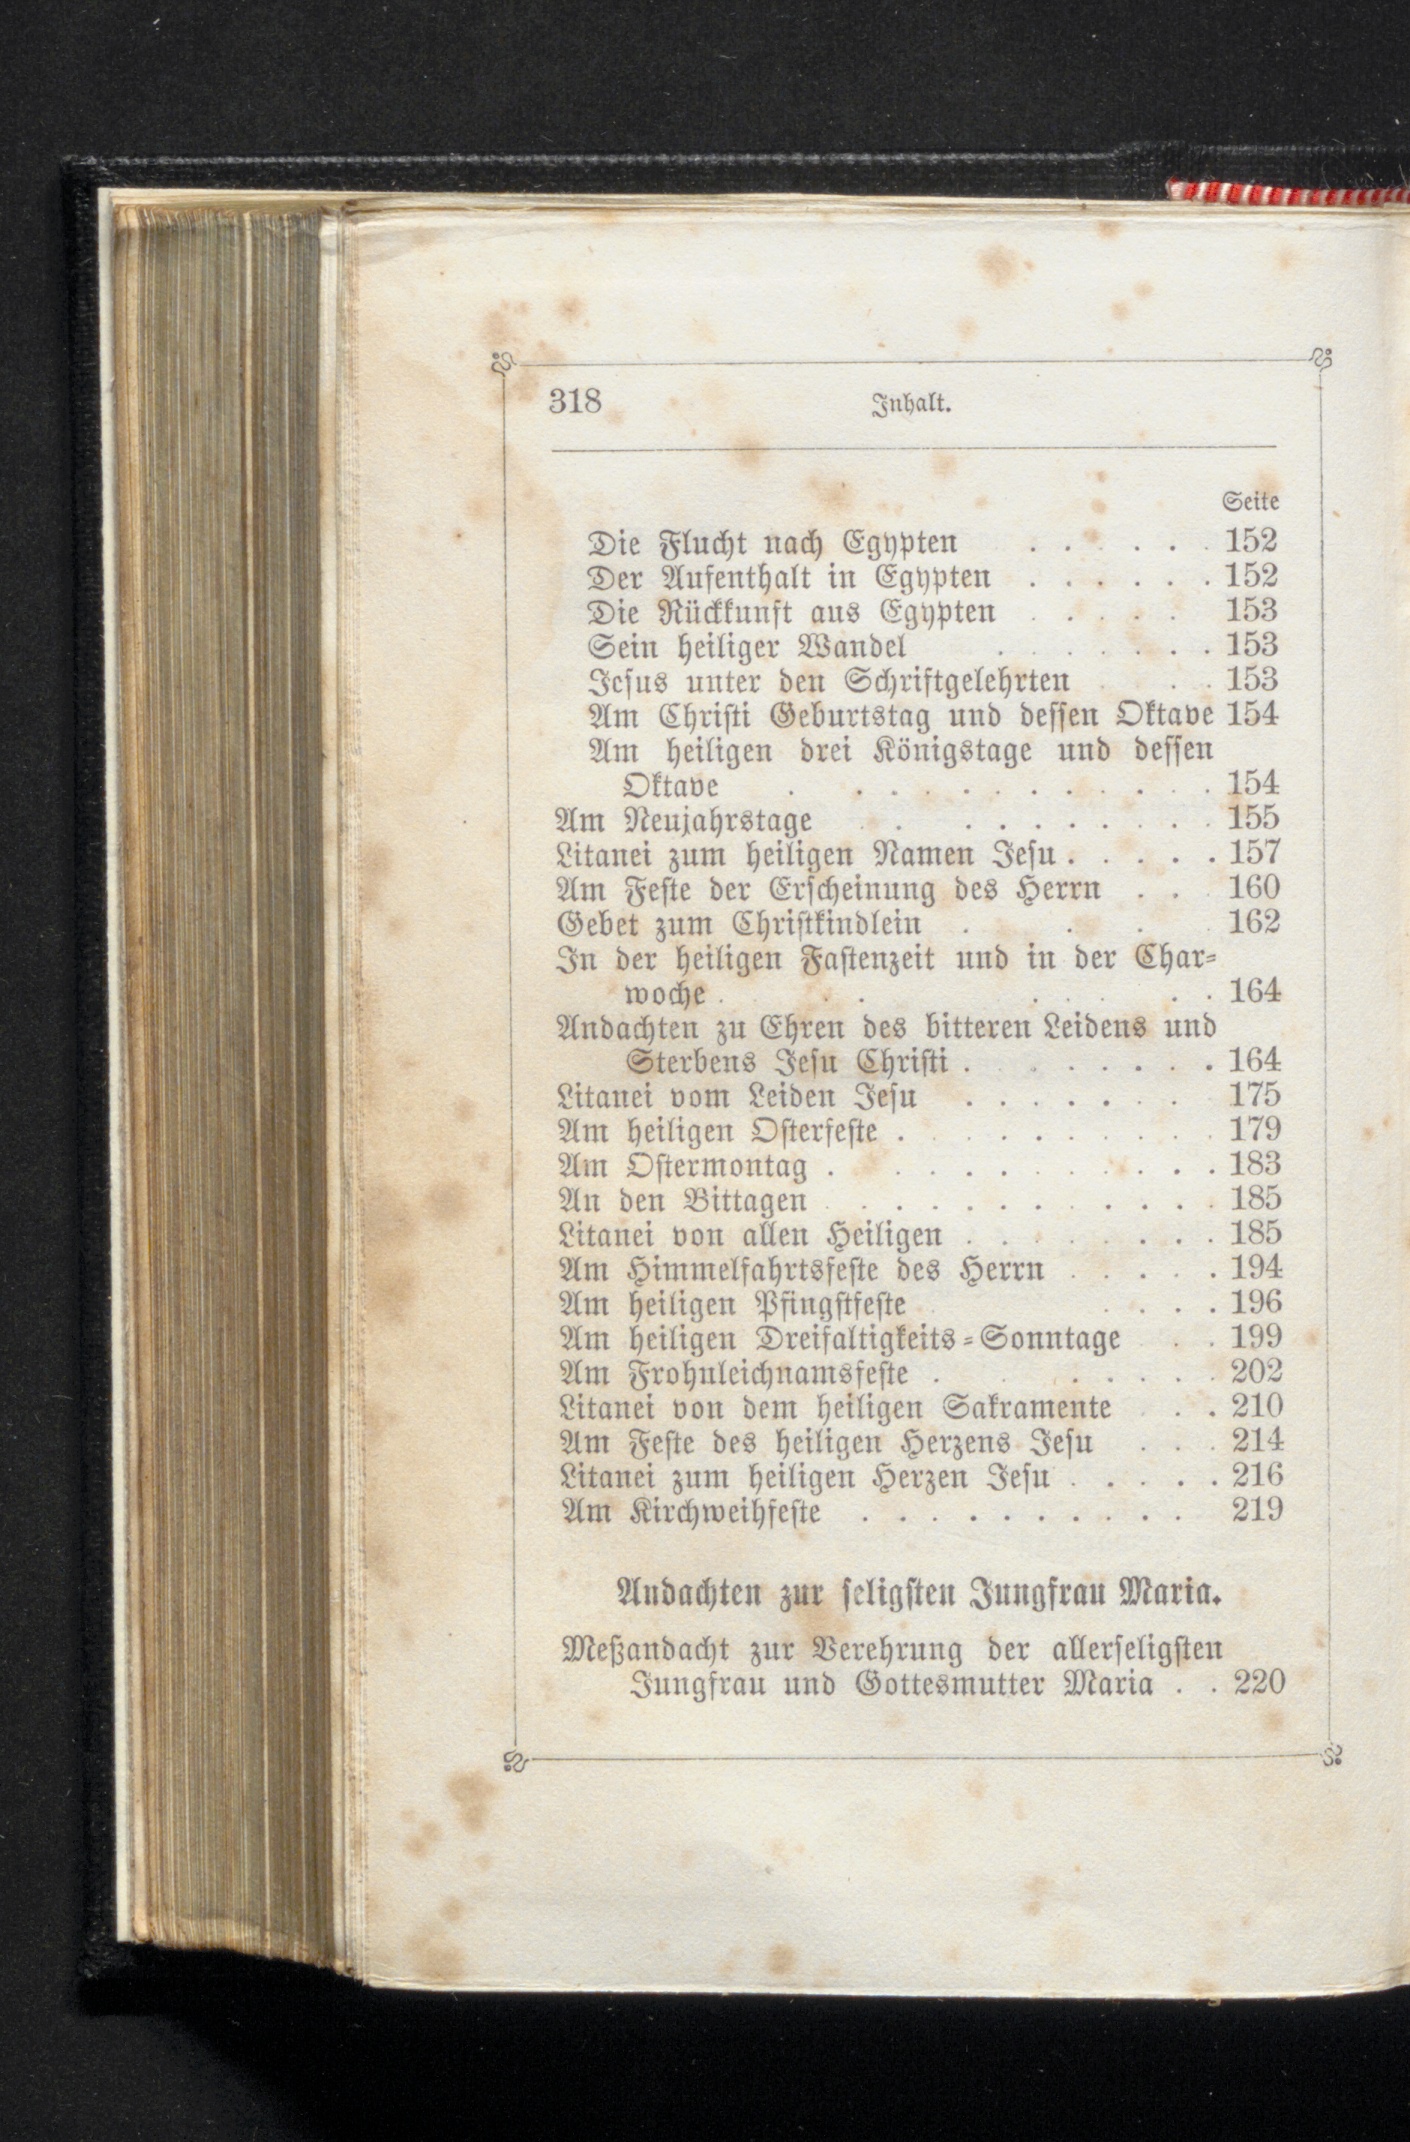 318
Inhalt.
Seite
Die Flucht nach Egypten . . . . . . 152
Der Aufenthalt in Egypten . . . . . . 152
Die Rückkunft aus Egypten . . . . . 153
Sein heiliger Wandel . . . . . . . 153
Jesus unter den Schriftgelehrten . . . 153
Am Christi Geburtstag und dessen Oktave 154
Am heiligen drei Königstage und dessen
Oktave . . . . . . . . . . . . 154
Am Neujahrstage . . . . . . . . . 155
Litanei zum heiligen Namen Jesu . . . . . 157
Am Feste der Erscheinung des Herrn . . . 160
Gebet zum Christkindlein . . . . 162
In der heiligen Fastenzeit und in der Char-
woche . . . . . . . . 164
Andachten zu Ehren des bitteren Leidens und
Sterbens Jesu Christi . . . . . . . . 164
Litanei vom Leiden Jesu . . . . . . . 175
Am heiligen Osterfeste . . . . . . . . . . 179
Am Ostermontag . . . . . . . . . . . 183
An den Bittagen . . . . . . . . . . . . 185
Litanei von allen Heiligen . . . . . . . . 185
Am Himmelfahrtsfeste des Herrn . . . . . 194
Am heiligen Pfingstfeste . . . . . 196
Am heiligen Dreifaltigkeits-Sonntage . . 199
Am Frohnleichnamsfeste . . . . . . . 202
Litanei von dem heiligen Sakramente . . . 210
Am Feste des heiligen Herzens Jesu . . . 214
Litanei zum heiligen Herzen Jesu . . . . . 216
Am Kirchweihfeste . . . . . . . . . . 219
Andachten zur seligsten Jungfrau Maria.
Meßandacht zur Verehrung der allerseligsten
Jungfrau und Gottesmutter Maria . . 220